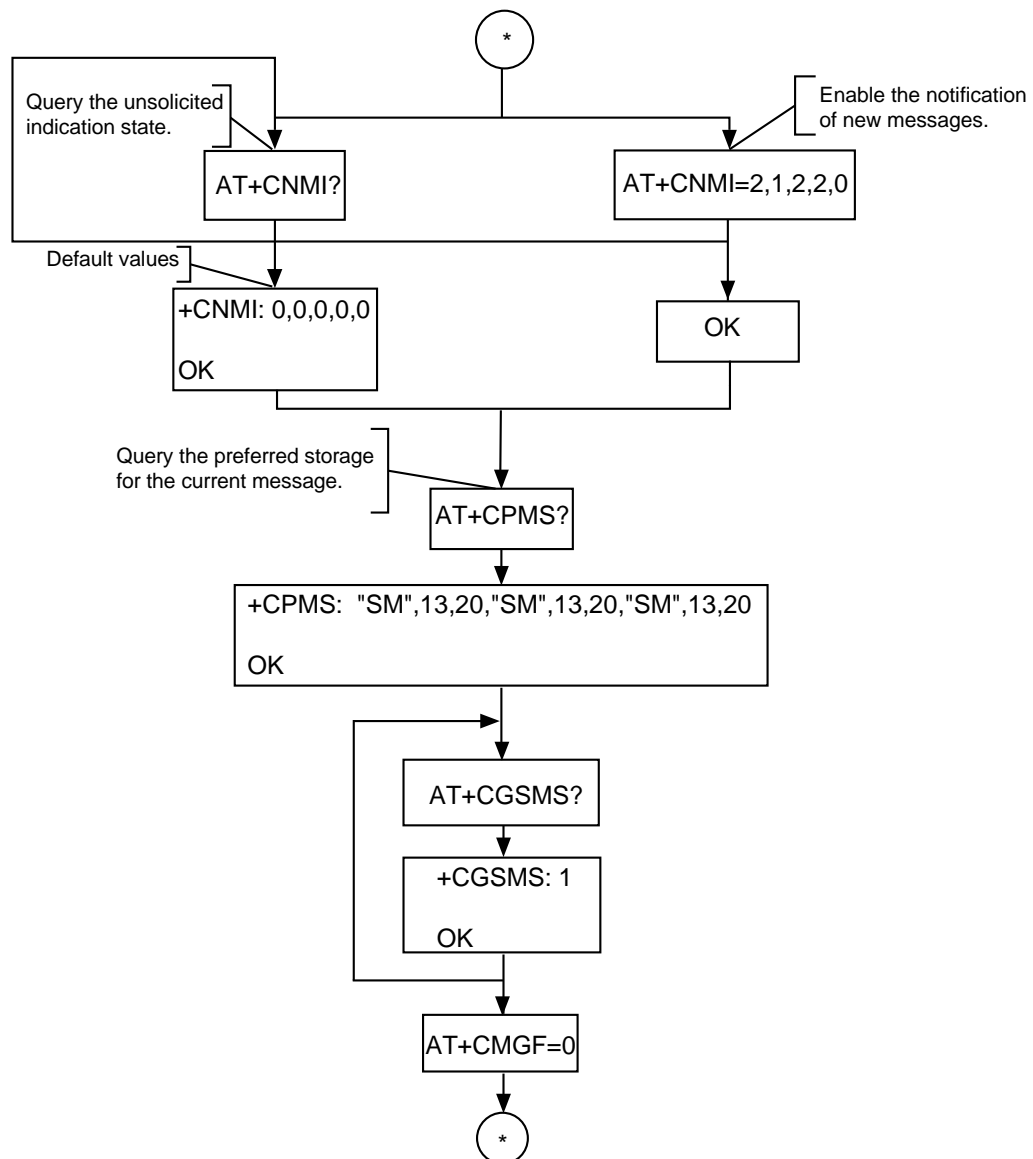 *
Query the unsolicited
indication state.
Enable the notification
of new messages.
AT+CNMI?
AT+CNMI=2,1,2,2,0
Default values
+CNMI: 0,0,0,0,0
OK
OK
Query the preferred storage
for the current message.
AT+CPMS?
+CPMS: "SM",13,20,"SM",13,20,"SM",13,20
OK
AT+CGSMS?
+CGSMS: 1
OK
AT+CMGF=0
*